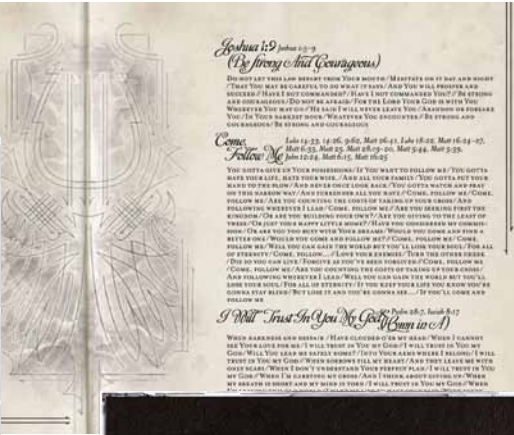 Joshua 1:9 Joshua 1:5-9
(Be Strong And Courageous)
Do not let this law depart from Your mouth/Meditate on it day and night
/That You may be careful to do what it says/And You will prosper and
succeed//Have I not commanded?/Have I not commanded You?//Be strong
and courageous/Do not be afraid/For the Lord Your God is with You
Wherever You may go//He said I will never leave You/Abandon or forsake
You/In Your darkest hour/Whatever You encounter/Be strong and
courageous/Be strong and courageous
Come, Follow Me Luke 14:33, 14:26, 9:62, Matt 26:41, Luke 18:22, Matt 16:24-27,
Matt 6:33, Matt 25, Matt 28:19-20, Matt 5:44, Matt 5:39,
John 12:24, Matt 6:15, Matt 16:25
You gotta give up Your possessions/If You want to follow me/You gotta
hate Your life, hate Your wife,/And all Your family/You gotta put Your
hand to the plow/And never once look back/You gotta watch and pray
on this narrow way/And surrender all You have/Come, follow me/Come,
follow me/Are You counting the costs of taking up Your cross/And
following wherever I lead/Come, follow me/Are You seeking first the
kingdom/Or are You building Your own?/Are You giving to the least of
these/Or just Your happy little home?/Have You considered my commis-
sion/Or are You too busy with Your dreams/Would You come and find a
better one/Would You come and follow me?//Come, follow me/Come,
follow me/Well You can gain the world but You'll lose Your soul/For all
of eternity/Come, follow...//Love Your enemies/Turn the other cheek
/Die so You can live/Forgive as You've been forgiven//Come, follow me
/Come, follow me/Are You counting the costs of taking up Your cross/
And following wherever I lead/Well You can gain the world but You'll
lose Your soul/For all of eternity/If You keep Your life You know You're
gonna stay blind/But lose it and You're gonna see.../If You'll come and
follow me
I Will Trust In You My God Psalm 28:7, Isaiah 8:17
(Hymn in A)
When darkness and despair/Have clouded o'er my head/When I cannot
see Your love for me/I will trust in You my God//I will trust in You my
God/Will You lead me safely home?/Into Your arms where I belong/I will
trust in You my God//When sorrows fill my heart/And they leave me with
only scars/When I don't understand Your perfect plan/I will trust in You
my God//When I'm carrying my cross/And I think about giving up/When
my breath is short and my mind is torn/I will trust in You my God//When